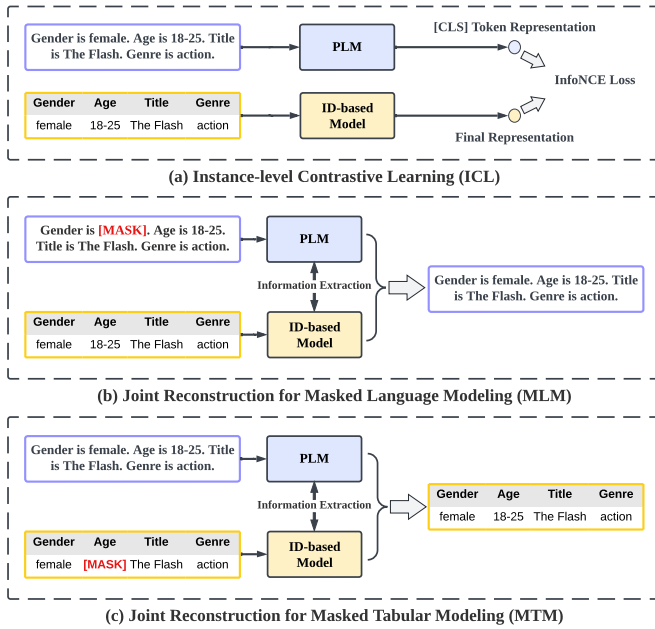 Gender is female. Age is 18-25. Title
is The Flash. Genre is action.
PLM
[CLS] Token Representation
InfoNCE Loss
Gender Age Title Genre
female 18-25 The Flash action
ID-based
Model
Final Representation
(a) Instance-level Contrastive Learning (ICL)
Gender is [MASK]. Age is 18-25.
Title is The Flash. Genre is action.
PLM
Information Extraction
Gender is female. Age is 18-25. Title
is The Flash. Genre is action.
Gender Age Title Genre
female 18-25 The Flash action
ID-based
Model
(b) Joint Reconstruction for Masked Language Modeling (MLM)
Gender is female. Age is 18-25. Title
is The Flash. Genre is action.
PLM
Information Extraction
Gender Age Title Genre
female 18-25 The Flash action
Gender Age Title Genre
female [MASK] The Flash action
ID-based
Model
(c) Joint Reconstruction for Masked Tabular Modeling (MTM)